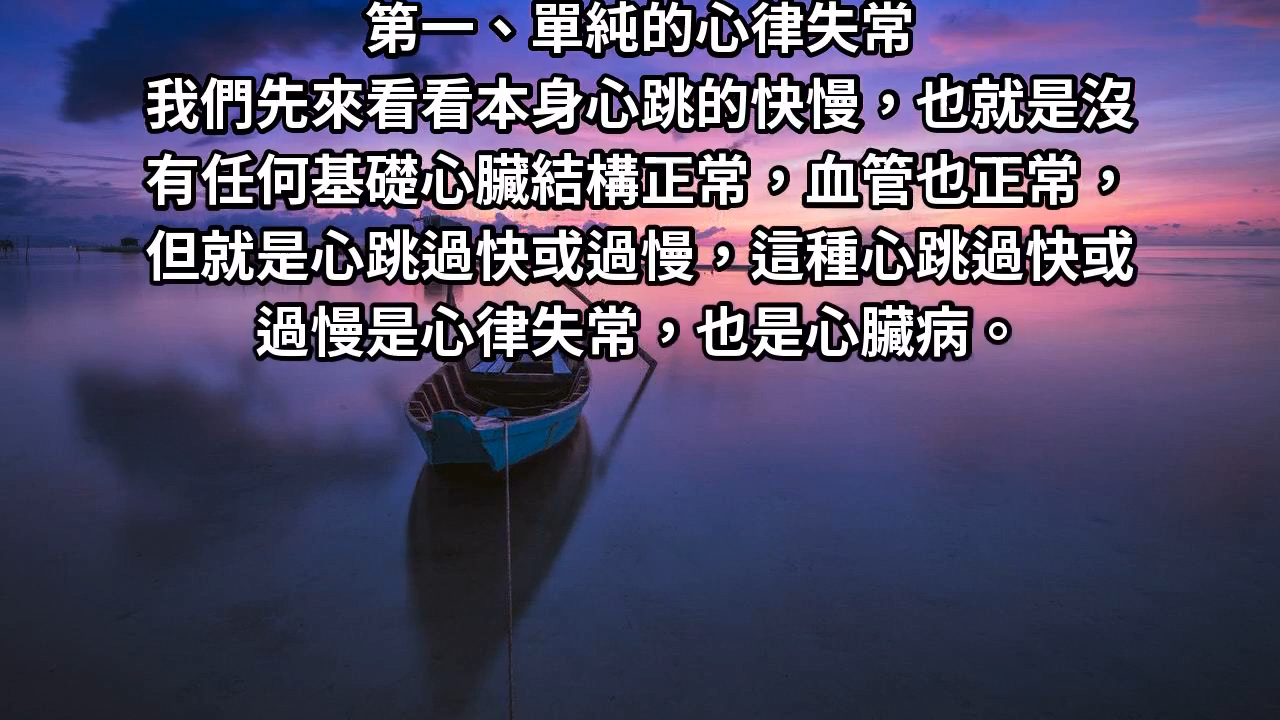 第一、單純的心律失常
我們先來看看本身心跳的快慢，也就是沒
有任何基礎心臟結構正常，血管也正常，
但就是心跳過快或過慢，這種心跳過快或
過慢是心律失常，也是心臟病。